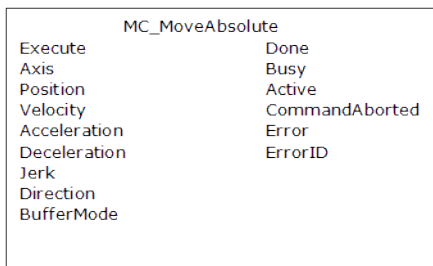 MC_MoveAbsolute
Execute Done
Axis Busy
Position Active
Velocity CommandAborted
Acceleration Error
Deceleration ErrorID
Jerk
Direction
BufferMode